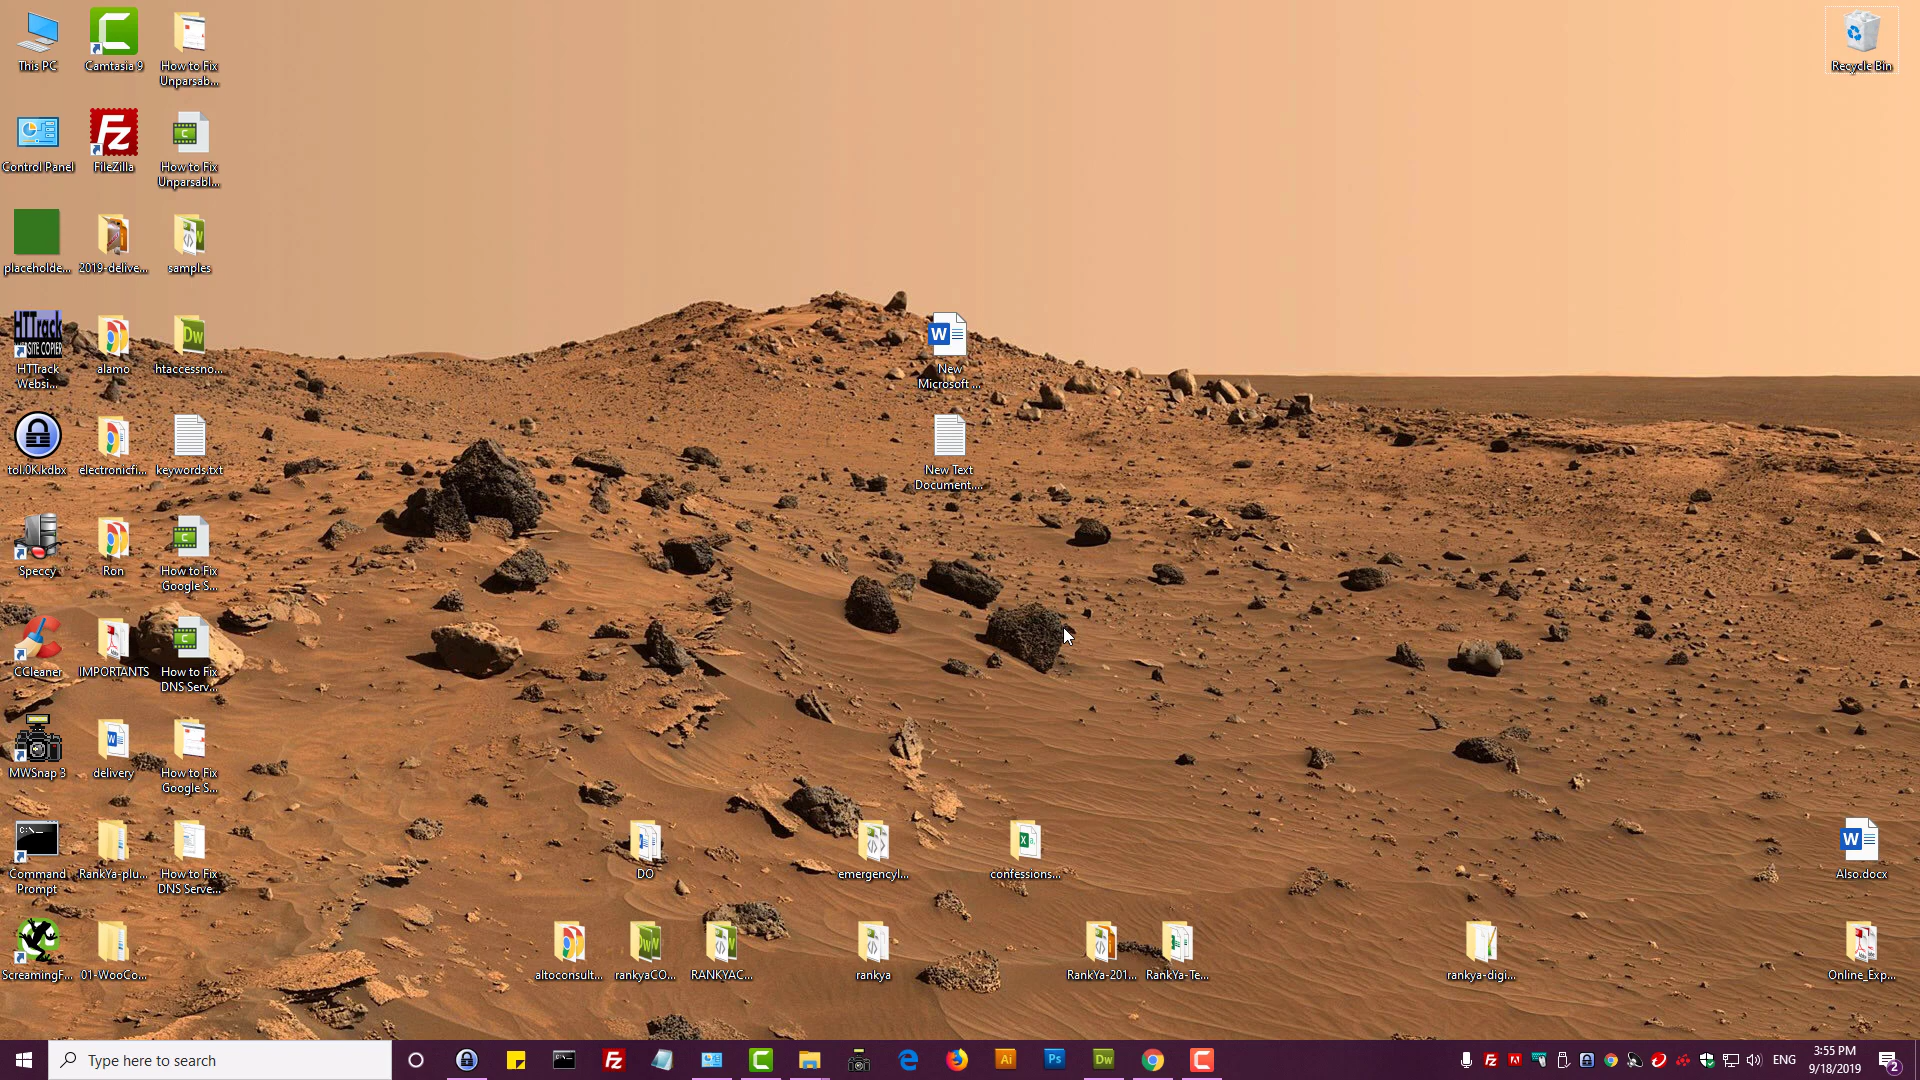 This PC
Camtasia 9
How to Fix
Unparsab...
Recycle Bin
Control Panel
FileZilla
How to Fix
Unparsabl...
placeholde...
2019-delive...
samples
HTTrack
Websi...
alamo
htaccessno...
New
Microsoft ...
tol.0K.kdbx
electronicfi...
keywords.txt
New Text
Document....
Speccy
Ron
How to Fix
Google S...
CCleaner
IMPORTANTS
How to Fix
DNS Serv...
MWSnap 3
delivery
How to Fix
Google S...
Command
Prompt
RankYa-plu...
How to Fix
DNS Serve...
DO
emergencyl...
confessions...
Also.docx
ScreamingF...
01-WooCo...
altoconsult...
rankyaCO...
RANKYAC...
rankya
RankYa-201...
RankYa-Te...
rankya-digi...
Online_Exp...
Type here to search
ENG
3:55 PM
9/18/2019
2